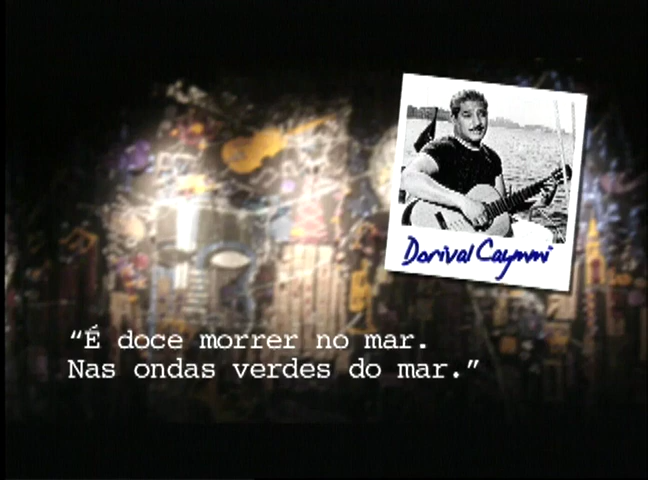 Dorival Caymmi
“É doce morrer no mar.
Nas ondas verdes do mar.”